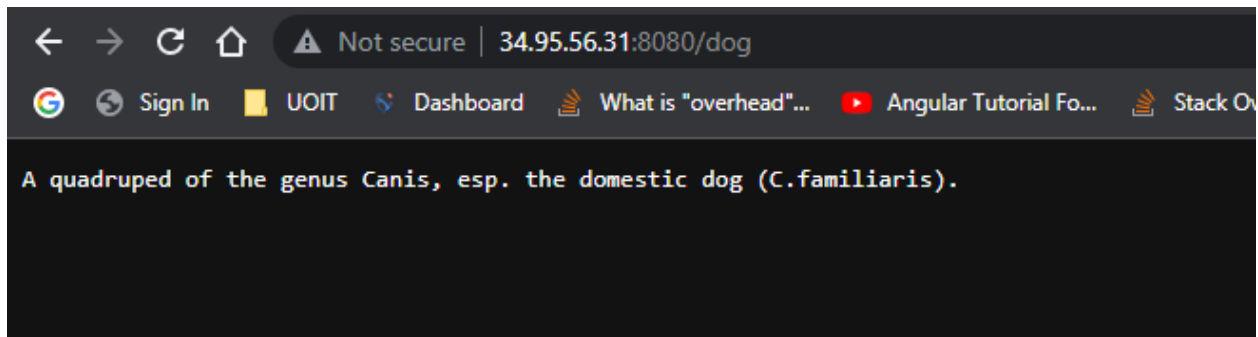 Not secure | 34.95.56.31:8080/dog
Sign In UOIT Dashboard What is "overhead"... Angular Tutorial Fo... Stack Ov
A quadruped of the genus Canis, esp. the domestic dog (C.familiaris).